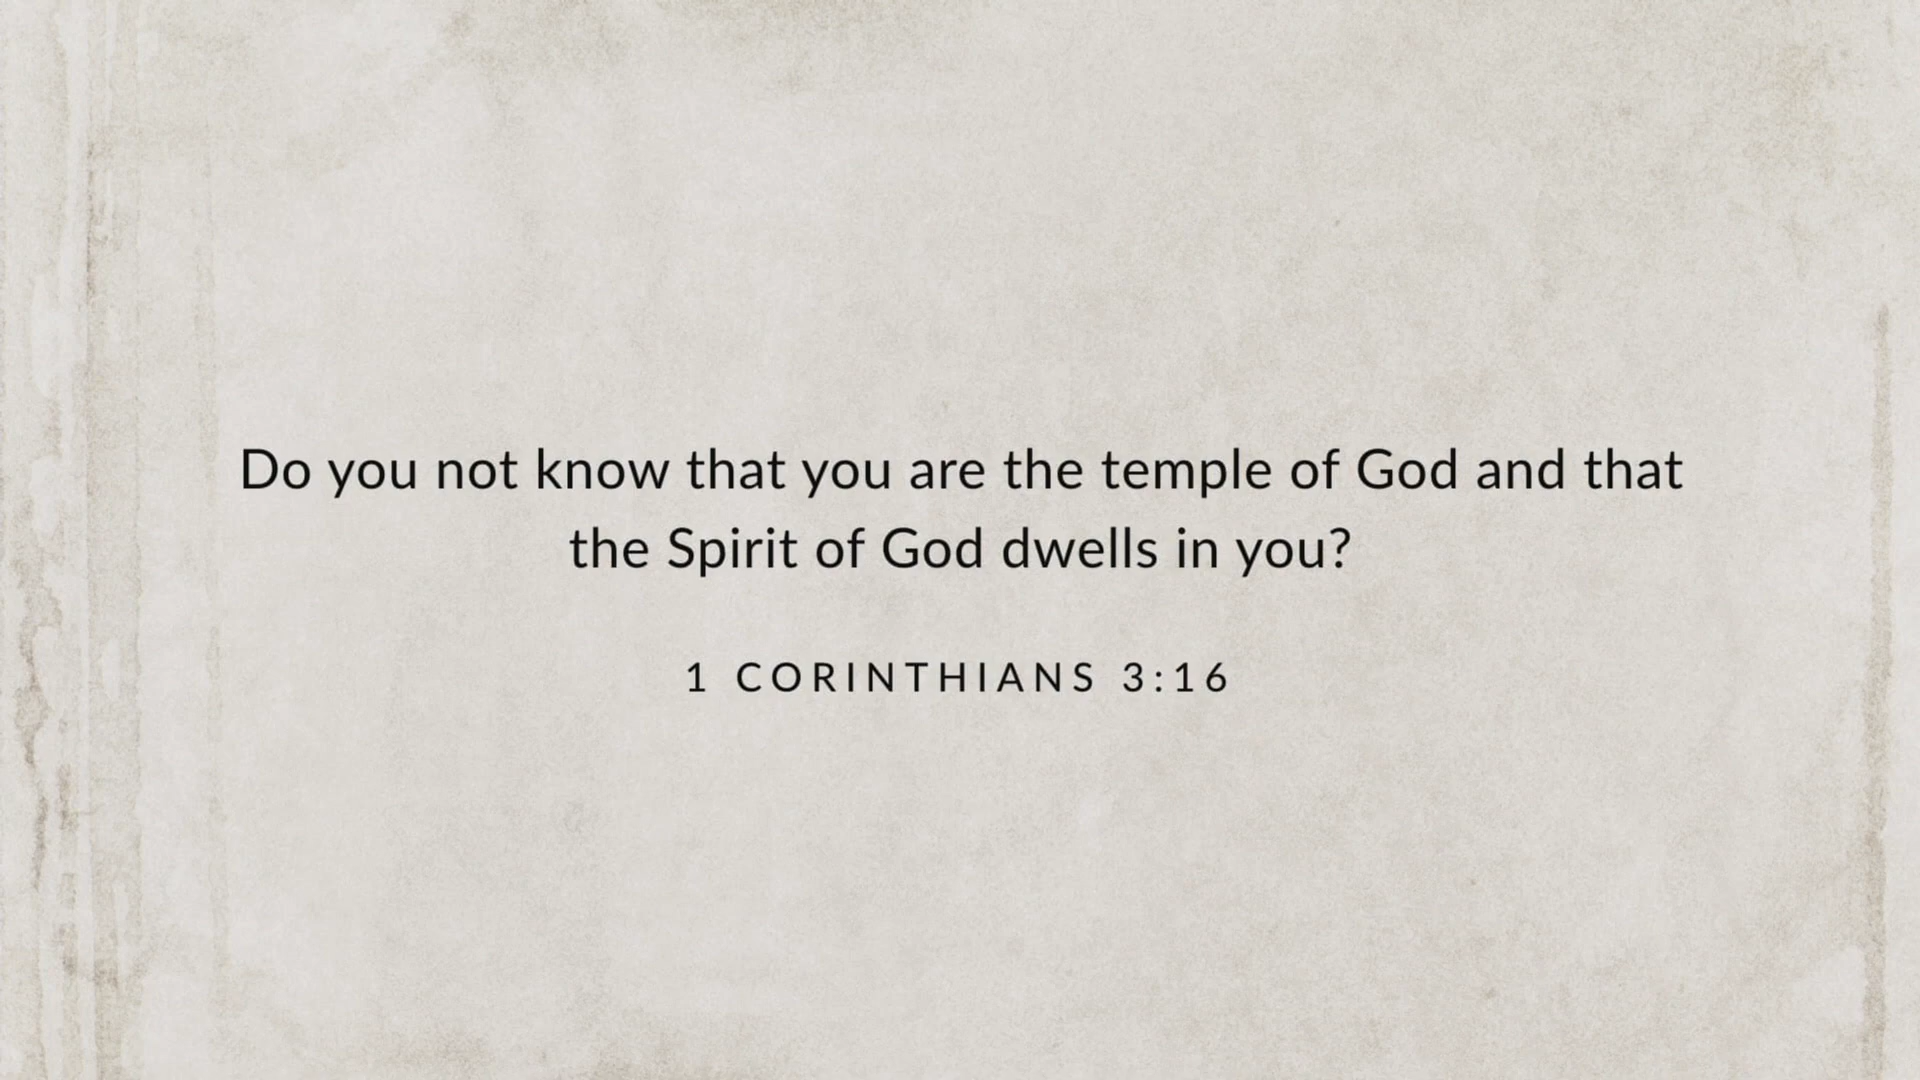 Do you not know that you are the temple of God and that
the Spirit of God dwells in you?
1 CORINTHIANS 3:16